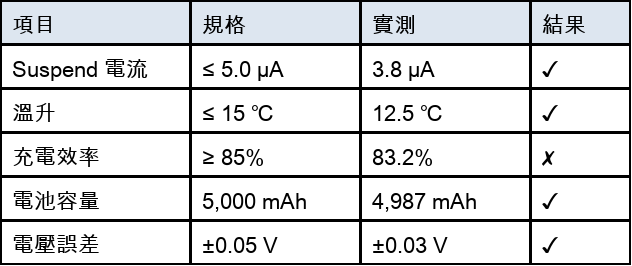 項目 規格 實測 結果
Suspend 電流 ≤ 5.0 μA 3.8 μA ✓
溫升 ≤ 15 ℃ 12.5 ℃ ✓
充電效率 ≥ 85% 83.2% ✗
電池容量 5,000 mAh 4,987 mAh ✓
電壓誤差 ±0.05 V ±0.03 V ✓